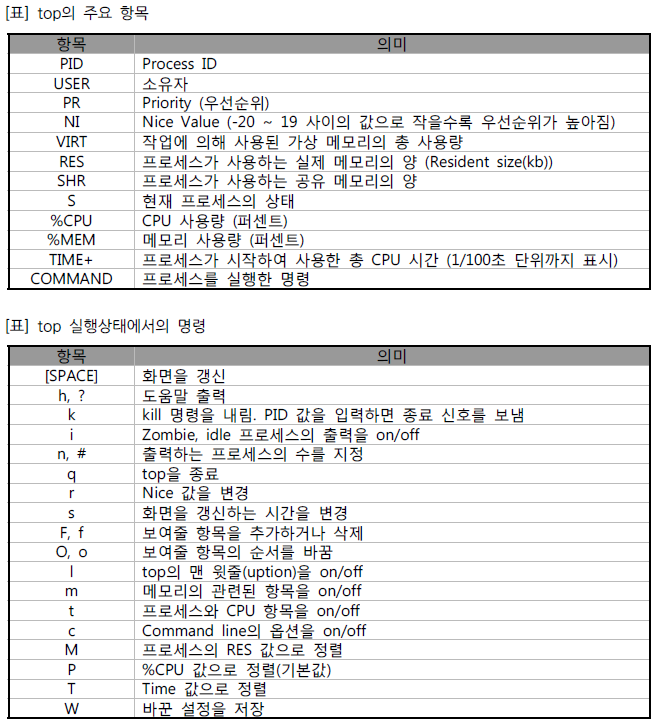 [표] top의 주요 항목
항목 의미
PID Process ID
USER 소유자
PR Priority (우선순위)
NI Nice Value (-20 ~ 19 사이의 값으로 작을수록 우선순위가 높아짐)
VIRT 작업에 의해 사용된 가상 메모리의 총 사용량
RES 프로세스가 사용하는 실제 메모리의 양 (Resident size(kb))
SHR 프로세스가 사용하는 공유 메모리의 양
S 현재 프로세스의 상태
%CPU CPU 사용량 (퍼센트)
%MEM 메모리 사용량 (퍼센트)
TIME+ 프로세스가 시작하여 사용한 총 CPU 시간 (1/100초 단위까지 표시)
COMMAND 프로세스를 실행한 명령
[표] top 실행상태에서의 명령
항목 의미
[SPACE] 화면을 갱신
h, ? 도움말 출력
k kill 명령을 내림. PID 값을 입력하면 종료 신호를 보냄
i Zombie, idle 프로세스의 출력을 on/off
n, # 출력하는 프로세스의 수를 지정
q top을 종료
r Nice 값을 변경
s 화면을 갱신하는 시간을 변경
F, f 보여줄 항목을 추가하거나 삭제
O, o 보여줄 항목의 순서를 바꿈
l top의 맨 윗줄(uption)을 on/off
m 메모리의 관련된 항목을 on/off
t 프로세스와 CPU 항목을 on/off
c Command line의 옵션을 on/off
M 프로세스의 RES 값으로 정렬
P %CPU 값으로 정렬(기본값)
T Time 값으로 정렬
W 바꾼 설정을 저장